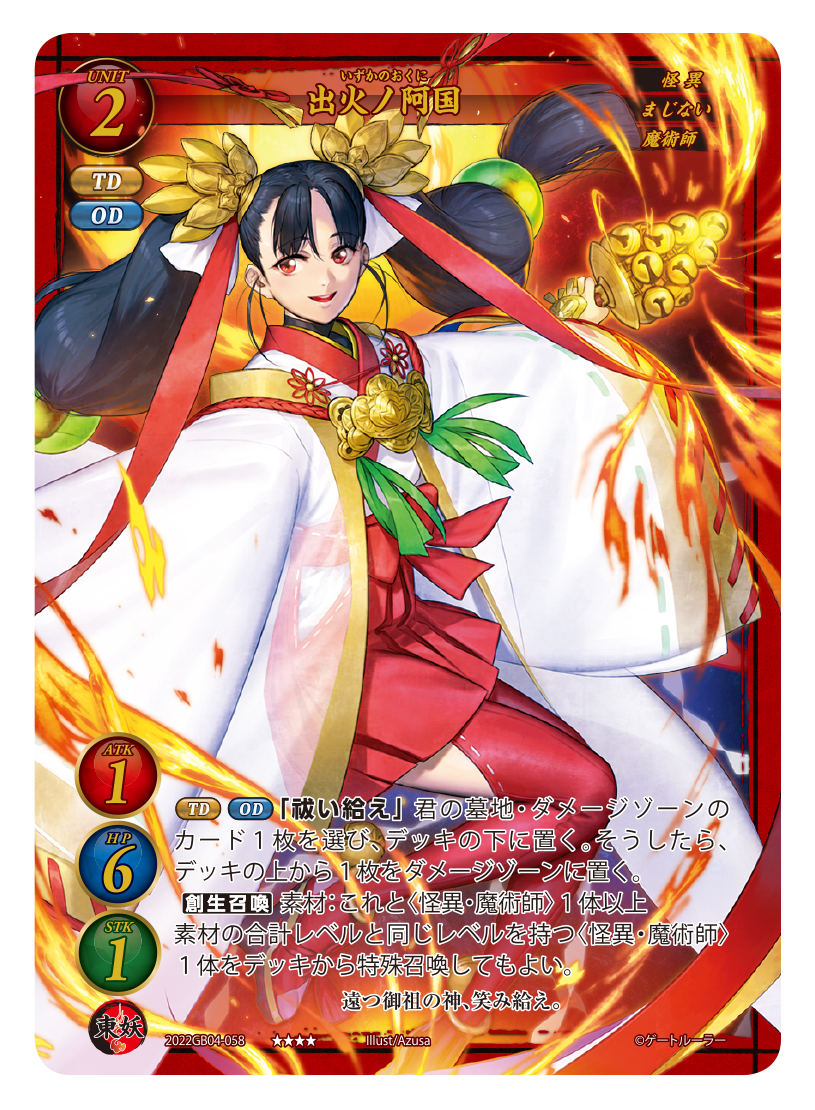 UNIT
2
TD
OD
いずかのおくに
出火ノ阿国
怪異
まじない
魔術師
ATK
1
HP
6
STK
1
TD OD 「祓い給え」君の墓地・ダメージゾーンの
カード1枚を選び、デッキの下に置く。そうしたら、
デッキの上から1枚をダメージゾーンに置く。
創生召喚 素材：これと〈怪異・魔術師〉1体以上
素材の合計レベルと同じレベルを持つ〈怪異・魔術師〉
1体をデッキから特殊召喚してもよい。
遠つ御祖の神、笑み給え。
東妖
2022GB04-058 ★★★★ Illust/Azusa ©ゲートルーラー